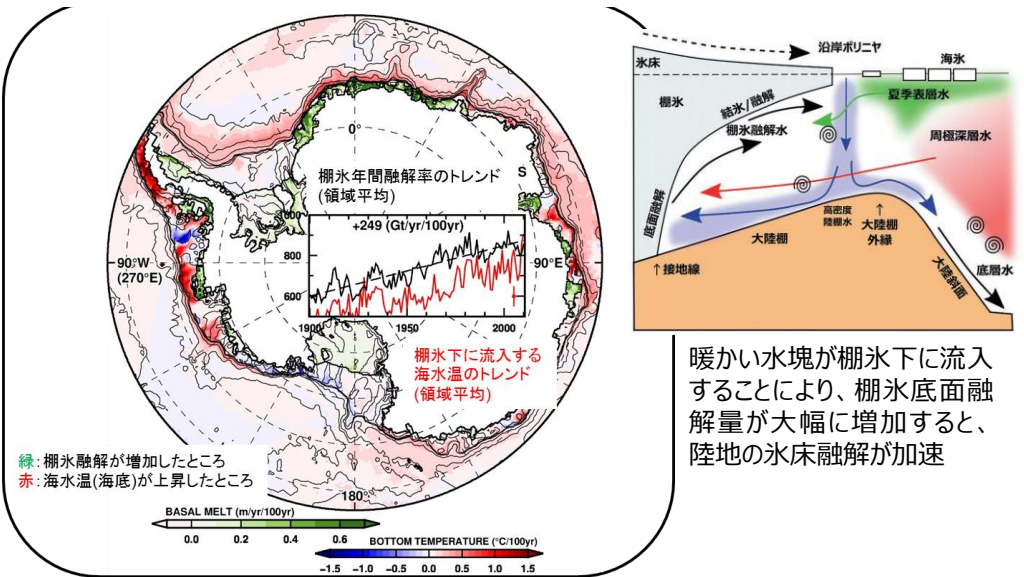 0°
棚氷年間融解率のトレンド
(領域平均)
S
1000
+249 (Gt/yr/100yr)
800
600
1900
1950
2000
90°W
(270°E)
90°E
棚氷下に流入する
海水温のトレンド
(領域平均)
緑：棚氷融解が増加したところ
赤：海水温(海底)が上昇したところ
180°
BASAL MELT (m/yr/100yr)
0.0 0.2 0.4 0.6
BOTTOM TEMPERATURE (°C/100yr)
−1.5 −1.0 −0.5 0.0 0.5 1.0 1.5
沿岸ポリニヤ
海氷
氷床
棚氷
結氷/融解
夏季表層水
棚氷融解水
周極深層水
底面融解
高密度
陸棚水
大陸棚
↑
大陸棚
外縁
↑接地線
底層水
大陸斜面
暖かい水塊が棚氷下に流入
することにより、棚氷底面融
解量が大幅に増加すると、
陸地の氷床融解が加速